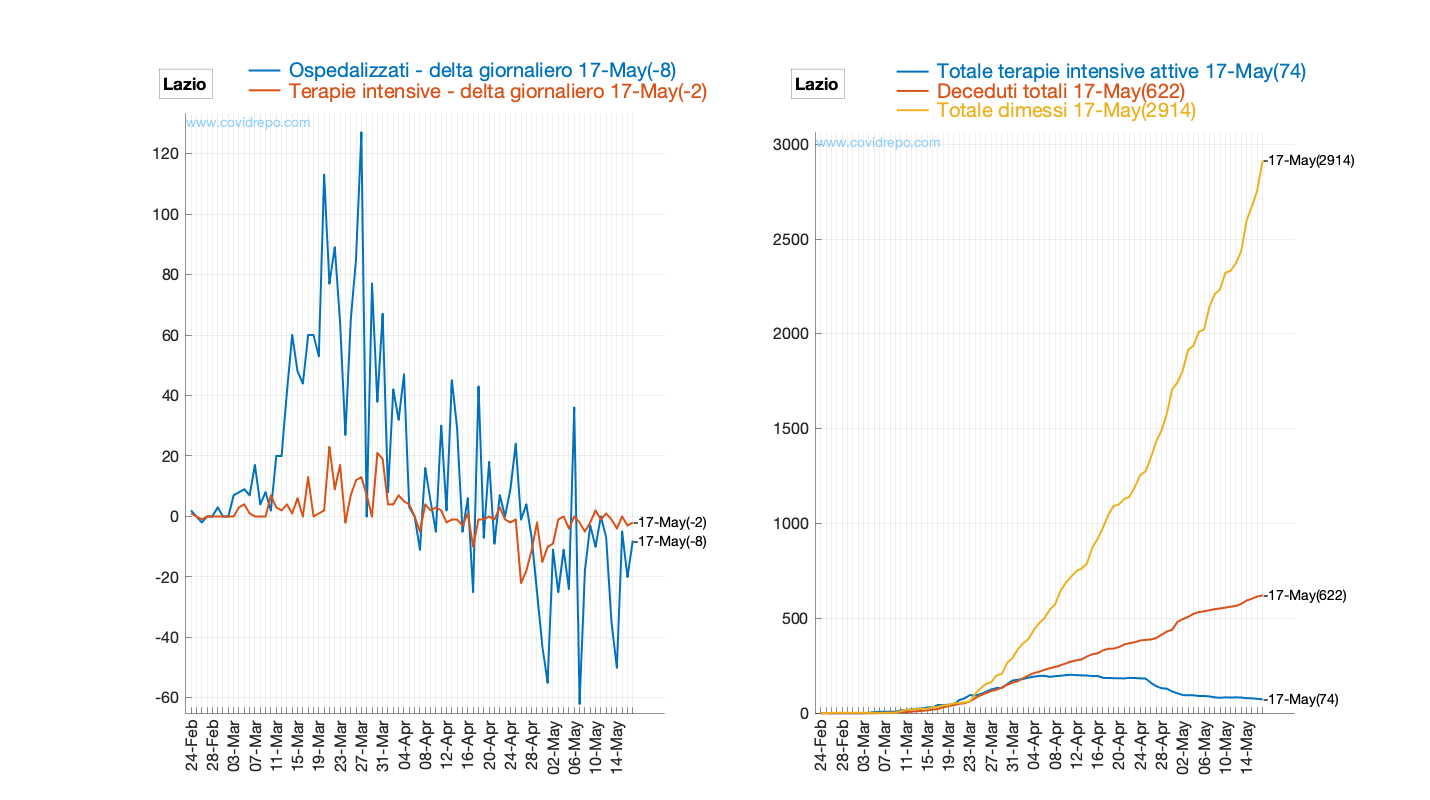 Lazio
Ospedalizzati - delta giornaliero 17-May(-8)
Terapie intensive - delta giornaliero 17-May(-2)
www.covidrepo.com
120
100
80
60
40
20
0
-20
-40
-60
-17-May(-2)
-17-May(-8)
24-Feb
28-Feb
03-Mar
07-Mar
11-Mar
15-Mar
19-Mar
23-Mar
27-Mar
31-Mar
04-Apr
08-Apr
12-Apr
16-Apr
20-Apr
24-Apr
28-Apr
02-May
06-May
10-May
14-May
Lazio
Totale terapie intensive attive 17-May(74)
Deceduti totali 17-May(622)
Totale dimessi 17-May(2914)
www.covidrepo.com
3000
2500
2000
1500
1000
500
0
-17-May(2914)
-17-May(622)
-17-May(74)
24-Feb
28-Feb
03-Mar
07-Mar
11-Mar
15-Mar
19-Mar
23-Mar
27-Mar
31-Mar
04-Apr
08-Apr
12-Apr
16-Apr
20-Apr
24-Apr
28-Apr
02-May
06-May
10-May
14-May